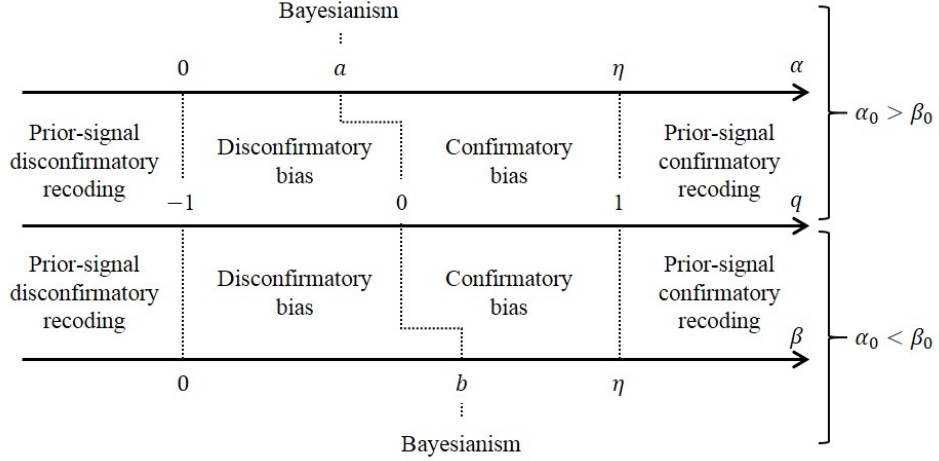 Bayesianism
0 a η α
Prior-signal
disconfirmatory
recoding
Disconfirmatory
bias
Confirmatory
bias
Prior-signal
confirmatory
recoding
α₀ > β₀
−1 0 1 q
Prior-signal
disconfirmatory
recoding
Disconfirmatory
bias
Confirmatory
bias
Prior-signal
confirmatory
recoding
α₀ < β₀
β
0 b η
Bayesianism